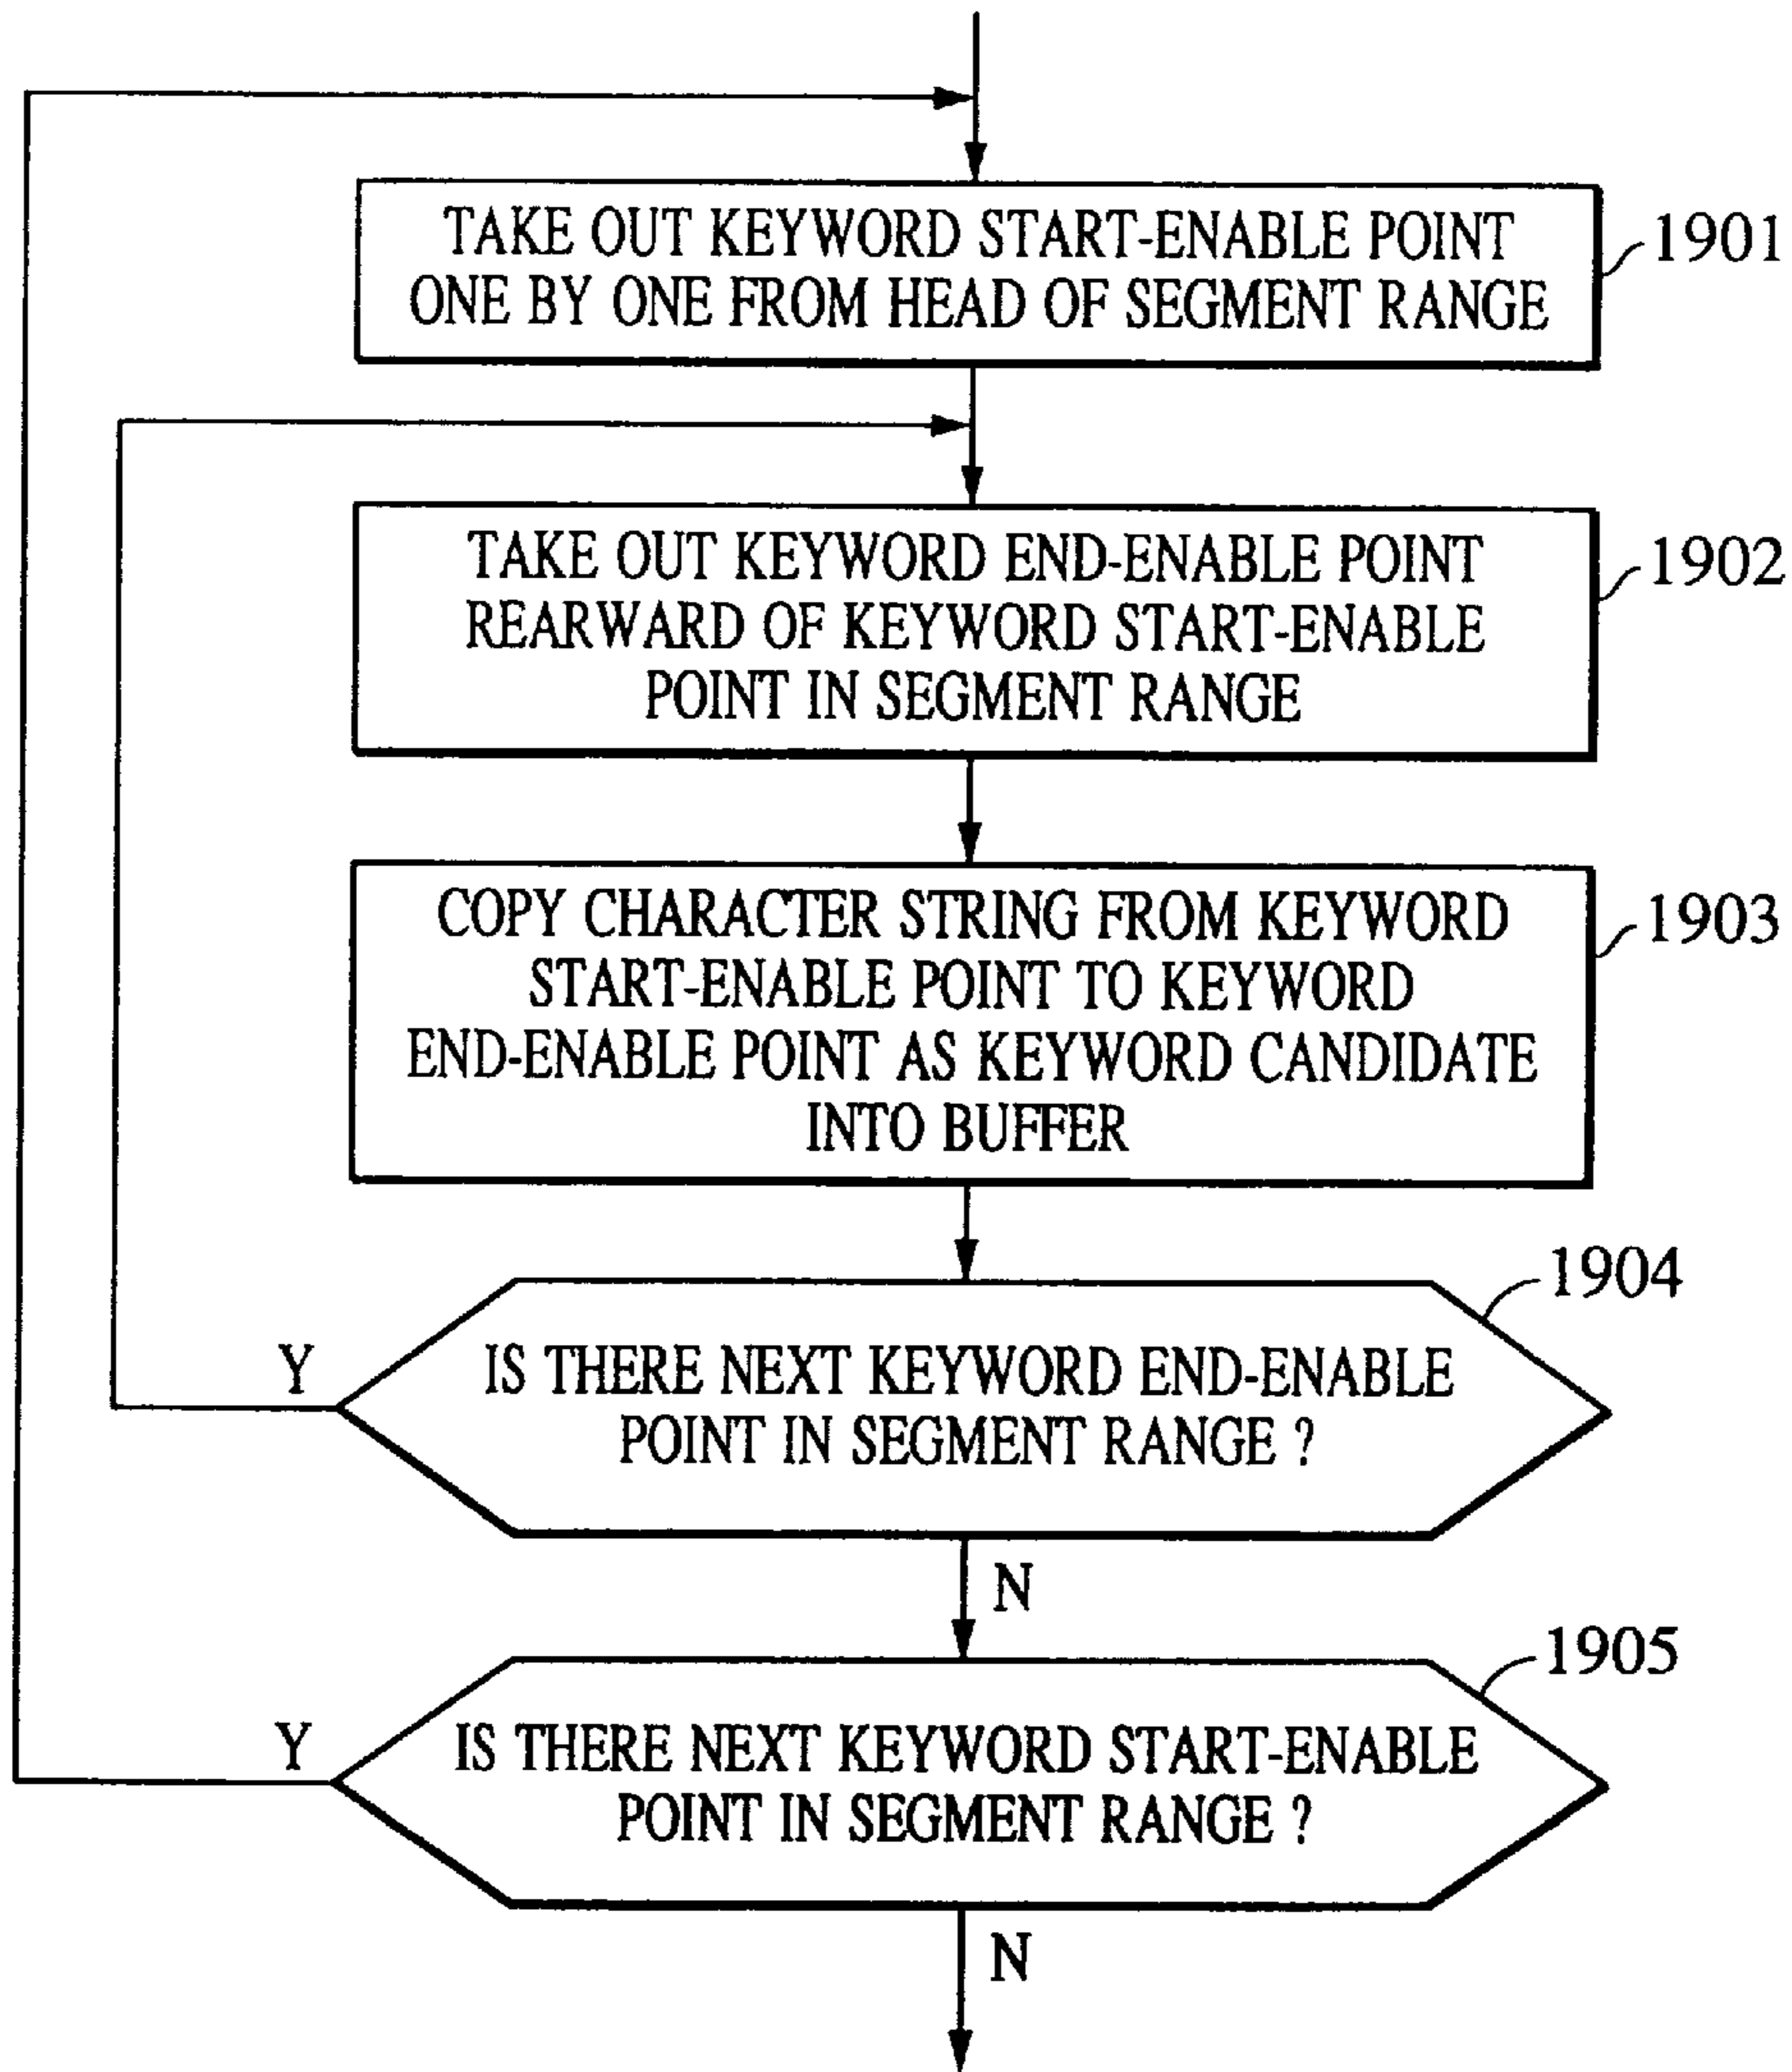 TAKE OUT KEYWORD START-ENABLE POINT
ONE BY ONE FROM HEAD OF SEGMENT RANGE
1901
TAKE OUT KEYWORD END-ENABLE POINT
REARWARD OF KEYWORD START-ENABLE
POINT IN SEGMENT RANGE
1902
COPY CHARACTER STRING FROM KEYWORD
START-ENABLE POINT TO KEYWORD
END-ENABLE POINT AS KEYWORD CANDIDATE
INTO BUFFER
1903
1904
Y
IS THERE NEXT KEYWORD END-ENABLE
POINT IN SEGMENT RANGE ?
N
1905
Y
IS THERE NEXT KEYWORD START-ENABLE
POINT IN SEGMENT RANGE ?
N